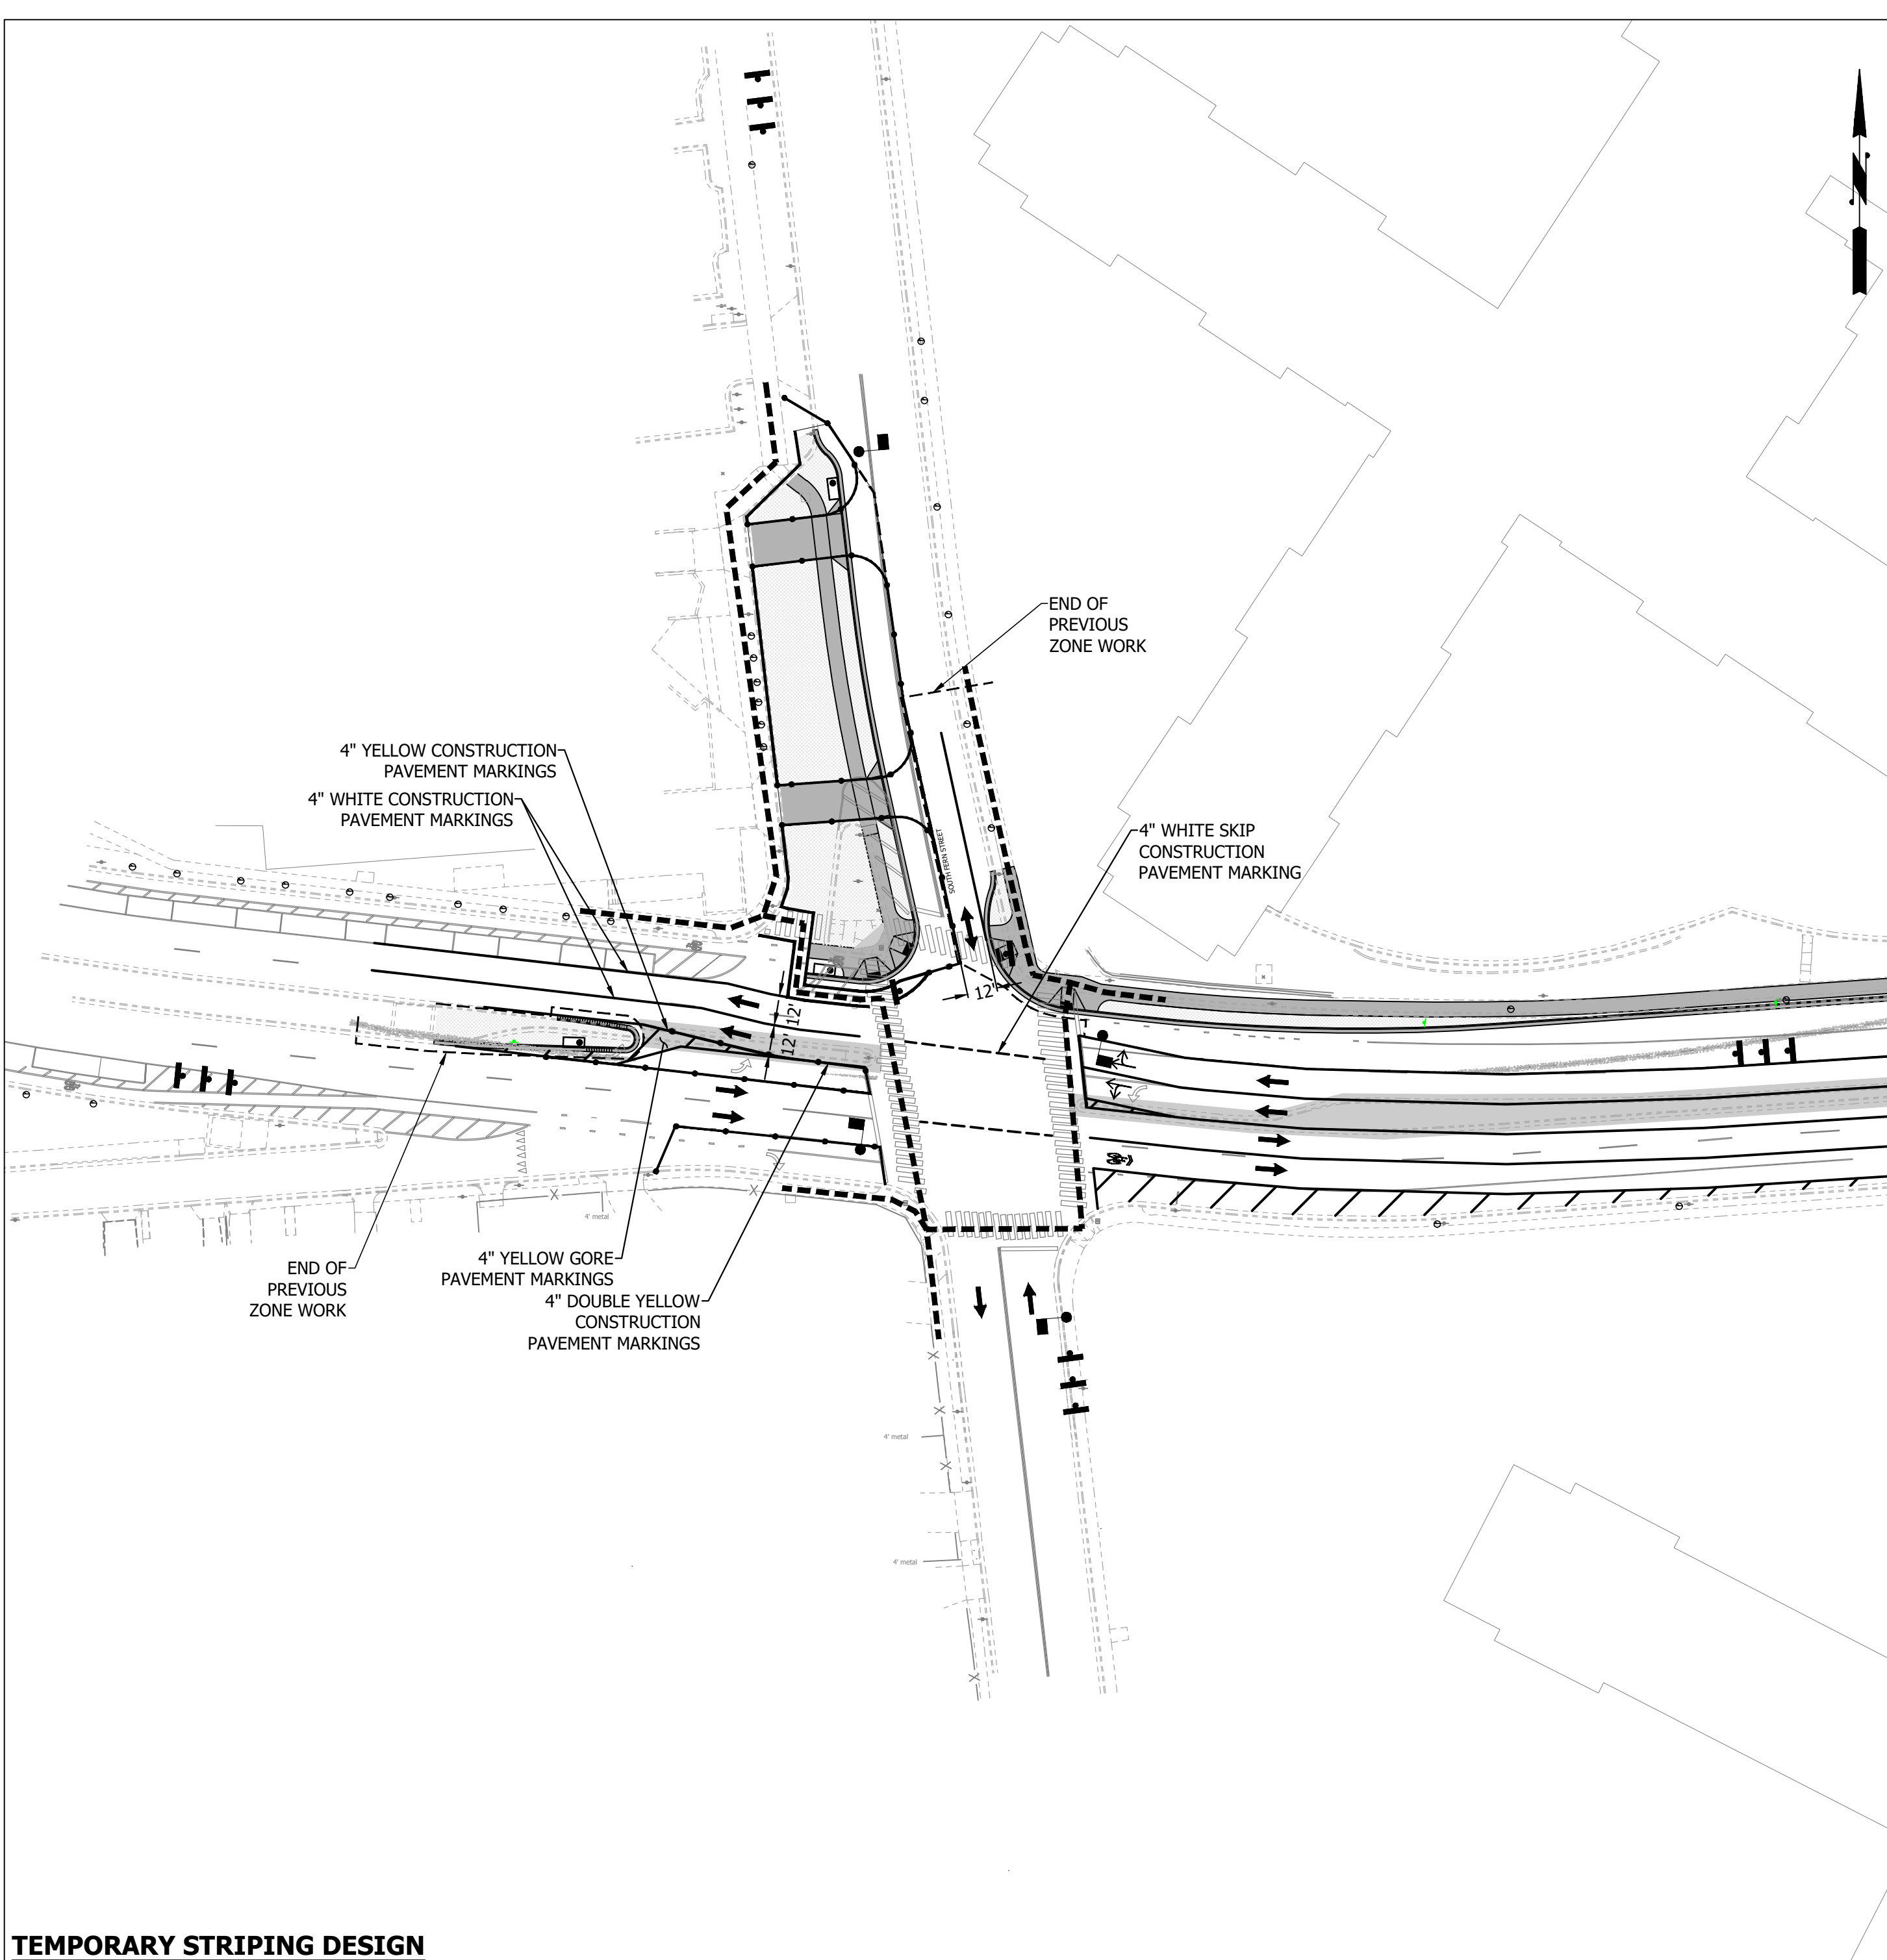 N
END OF
PREVIOUS
ZONE WORK
4" YELLOW CONSTRUCTION
PAVEMENT MARKINGS
4" WHITE CONSTRUCTION
PAVEMENT MARKINGS
4" WHITE SKIP
CONSTRUCTION
PAVEMENT MARKING
SOUTH FERN STREET
12'
12'
12'
4' metal
END OF
PREVIOUS
ZONE WORK
4" YELLOW GORE
PAVEMENT MARKINGS
4" DOUBLE YELLOW
CONSTRUCTION
PAVEMENT MARKINGS
4' metal
4' metal
TEMPORARY STRIPING DESIGN